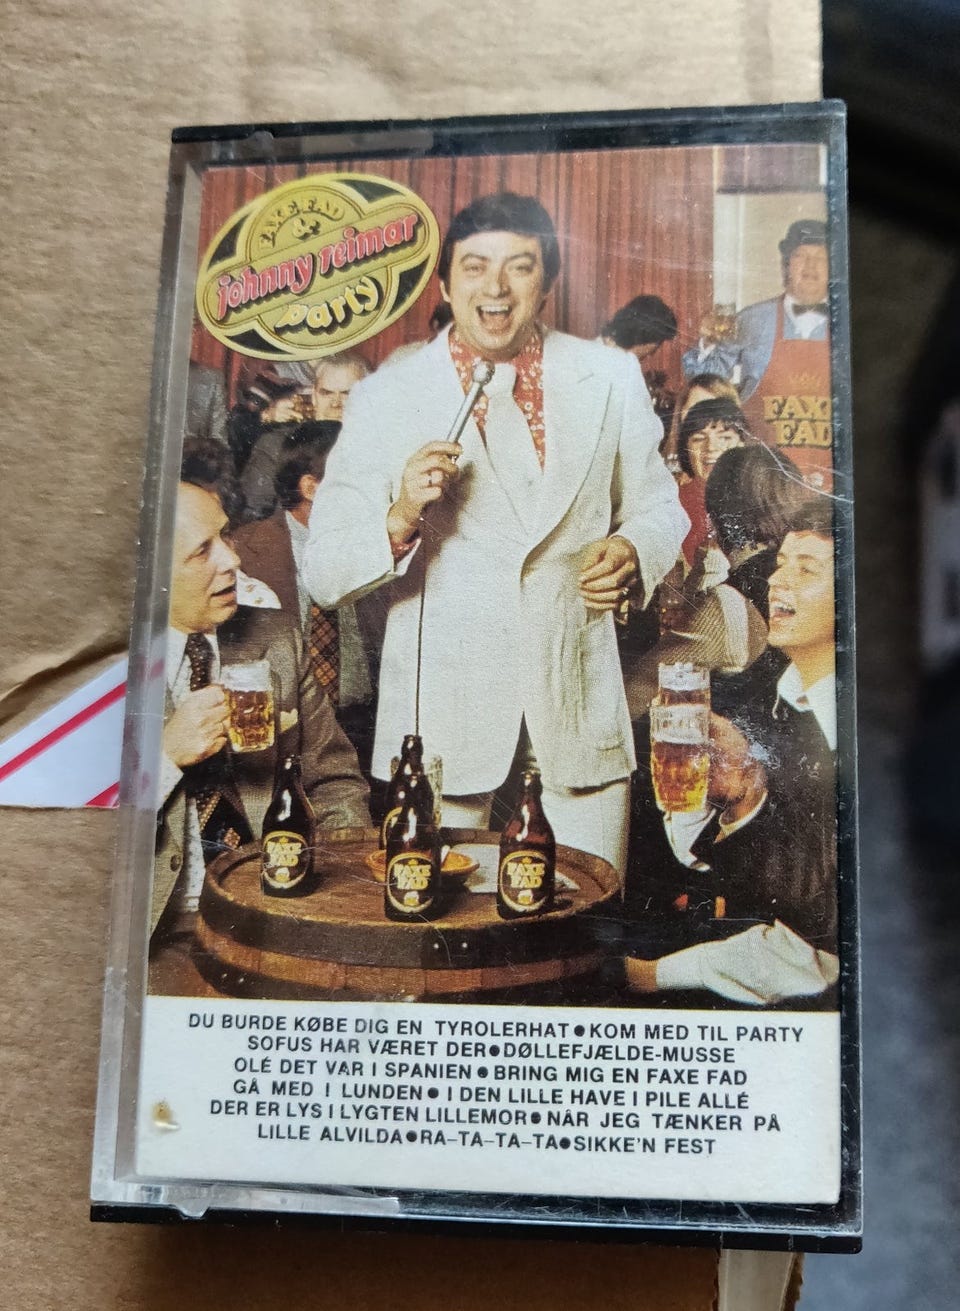 FAXE FAD
&
johnny reimar
party
FAXE
FAD
FAXE
FAD
FAXE
FAD
FAXE
FAD
DU BURDE KØBE DIG EN TYROLERHAT●KOM MED TIL PARTY
SOFUS HAR VÆRET DER●DØLLEFJÆLDE-MUSSE
OLÉ DET VAR I SPANIEN●BRING MIG EN FAXE FAD
GÅ MED I LUNDEN●I DEN LILLE HAVE I PILE ALLÉ
DER ER LYS I LYGTEN LILLEMOR●NÅR JEG TÆNKER PÅ
LILLE ALVILDA●RA-TA-TA-TA●SIKKE'N FEST